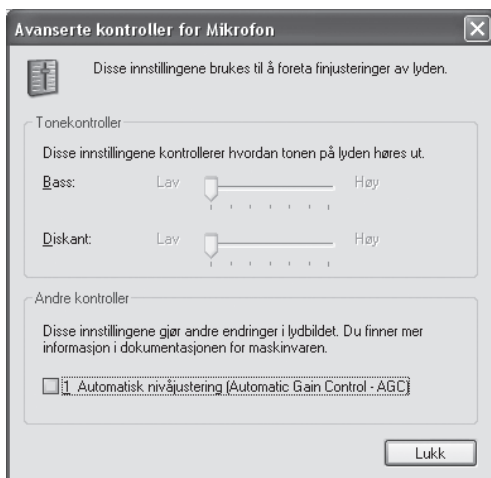 Avanserte kontroller for Mikrofon
Disse innstillingene brukes til å foreta finjusteringer av lyden.
Tonekontroller
Disse innstillingene kontrollerer hvordan tonen på lyden høres ut.
Bass: Lav Høy
Diskant: Lav Høy
Andre kontroller
Disse innstillingene gjør andre endringer i lydbildet. Du finner mer
informasjon i dokumentasjonen for maskinvaren.
1 Automatisk nivåjustering (Automatic Gain Control - AGC)
Lukk